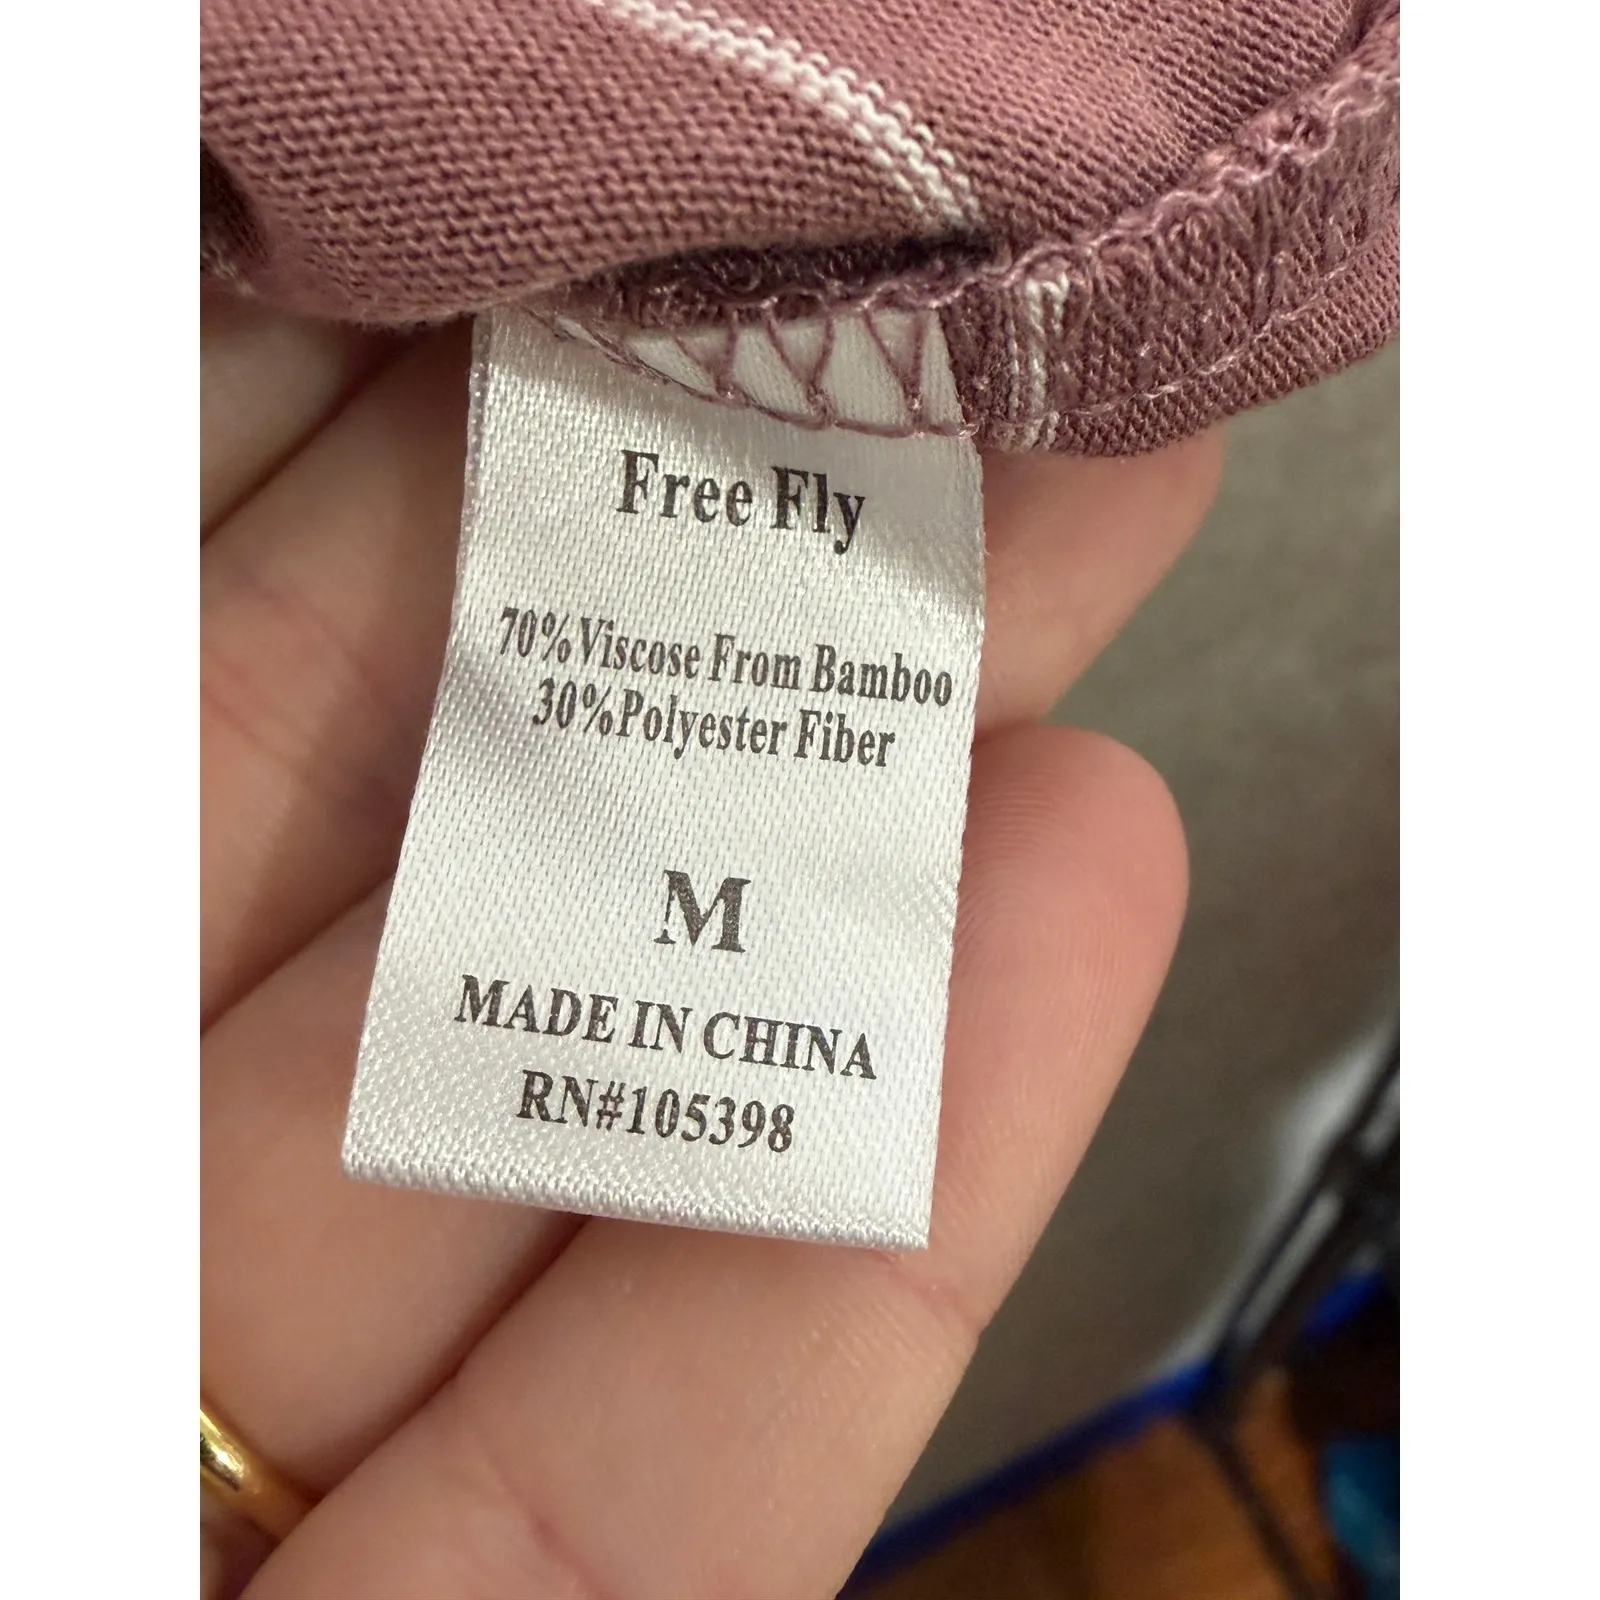 Free Fly
70%Viscose From Bamboo
30%Polyester Fiber
M
MADE IN CHINA
RN#105398